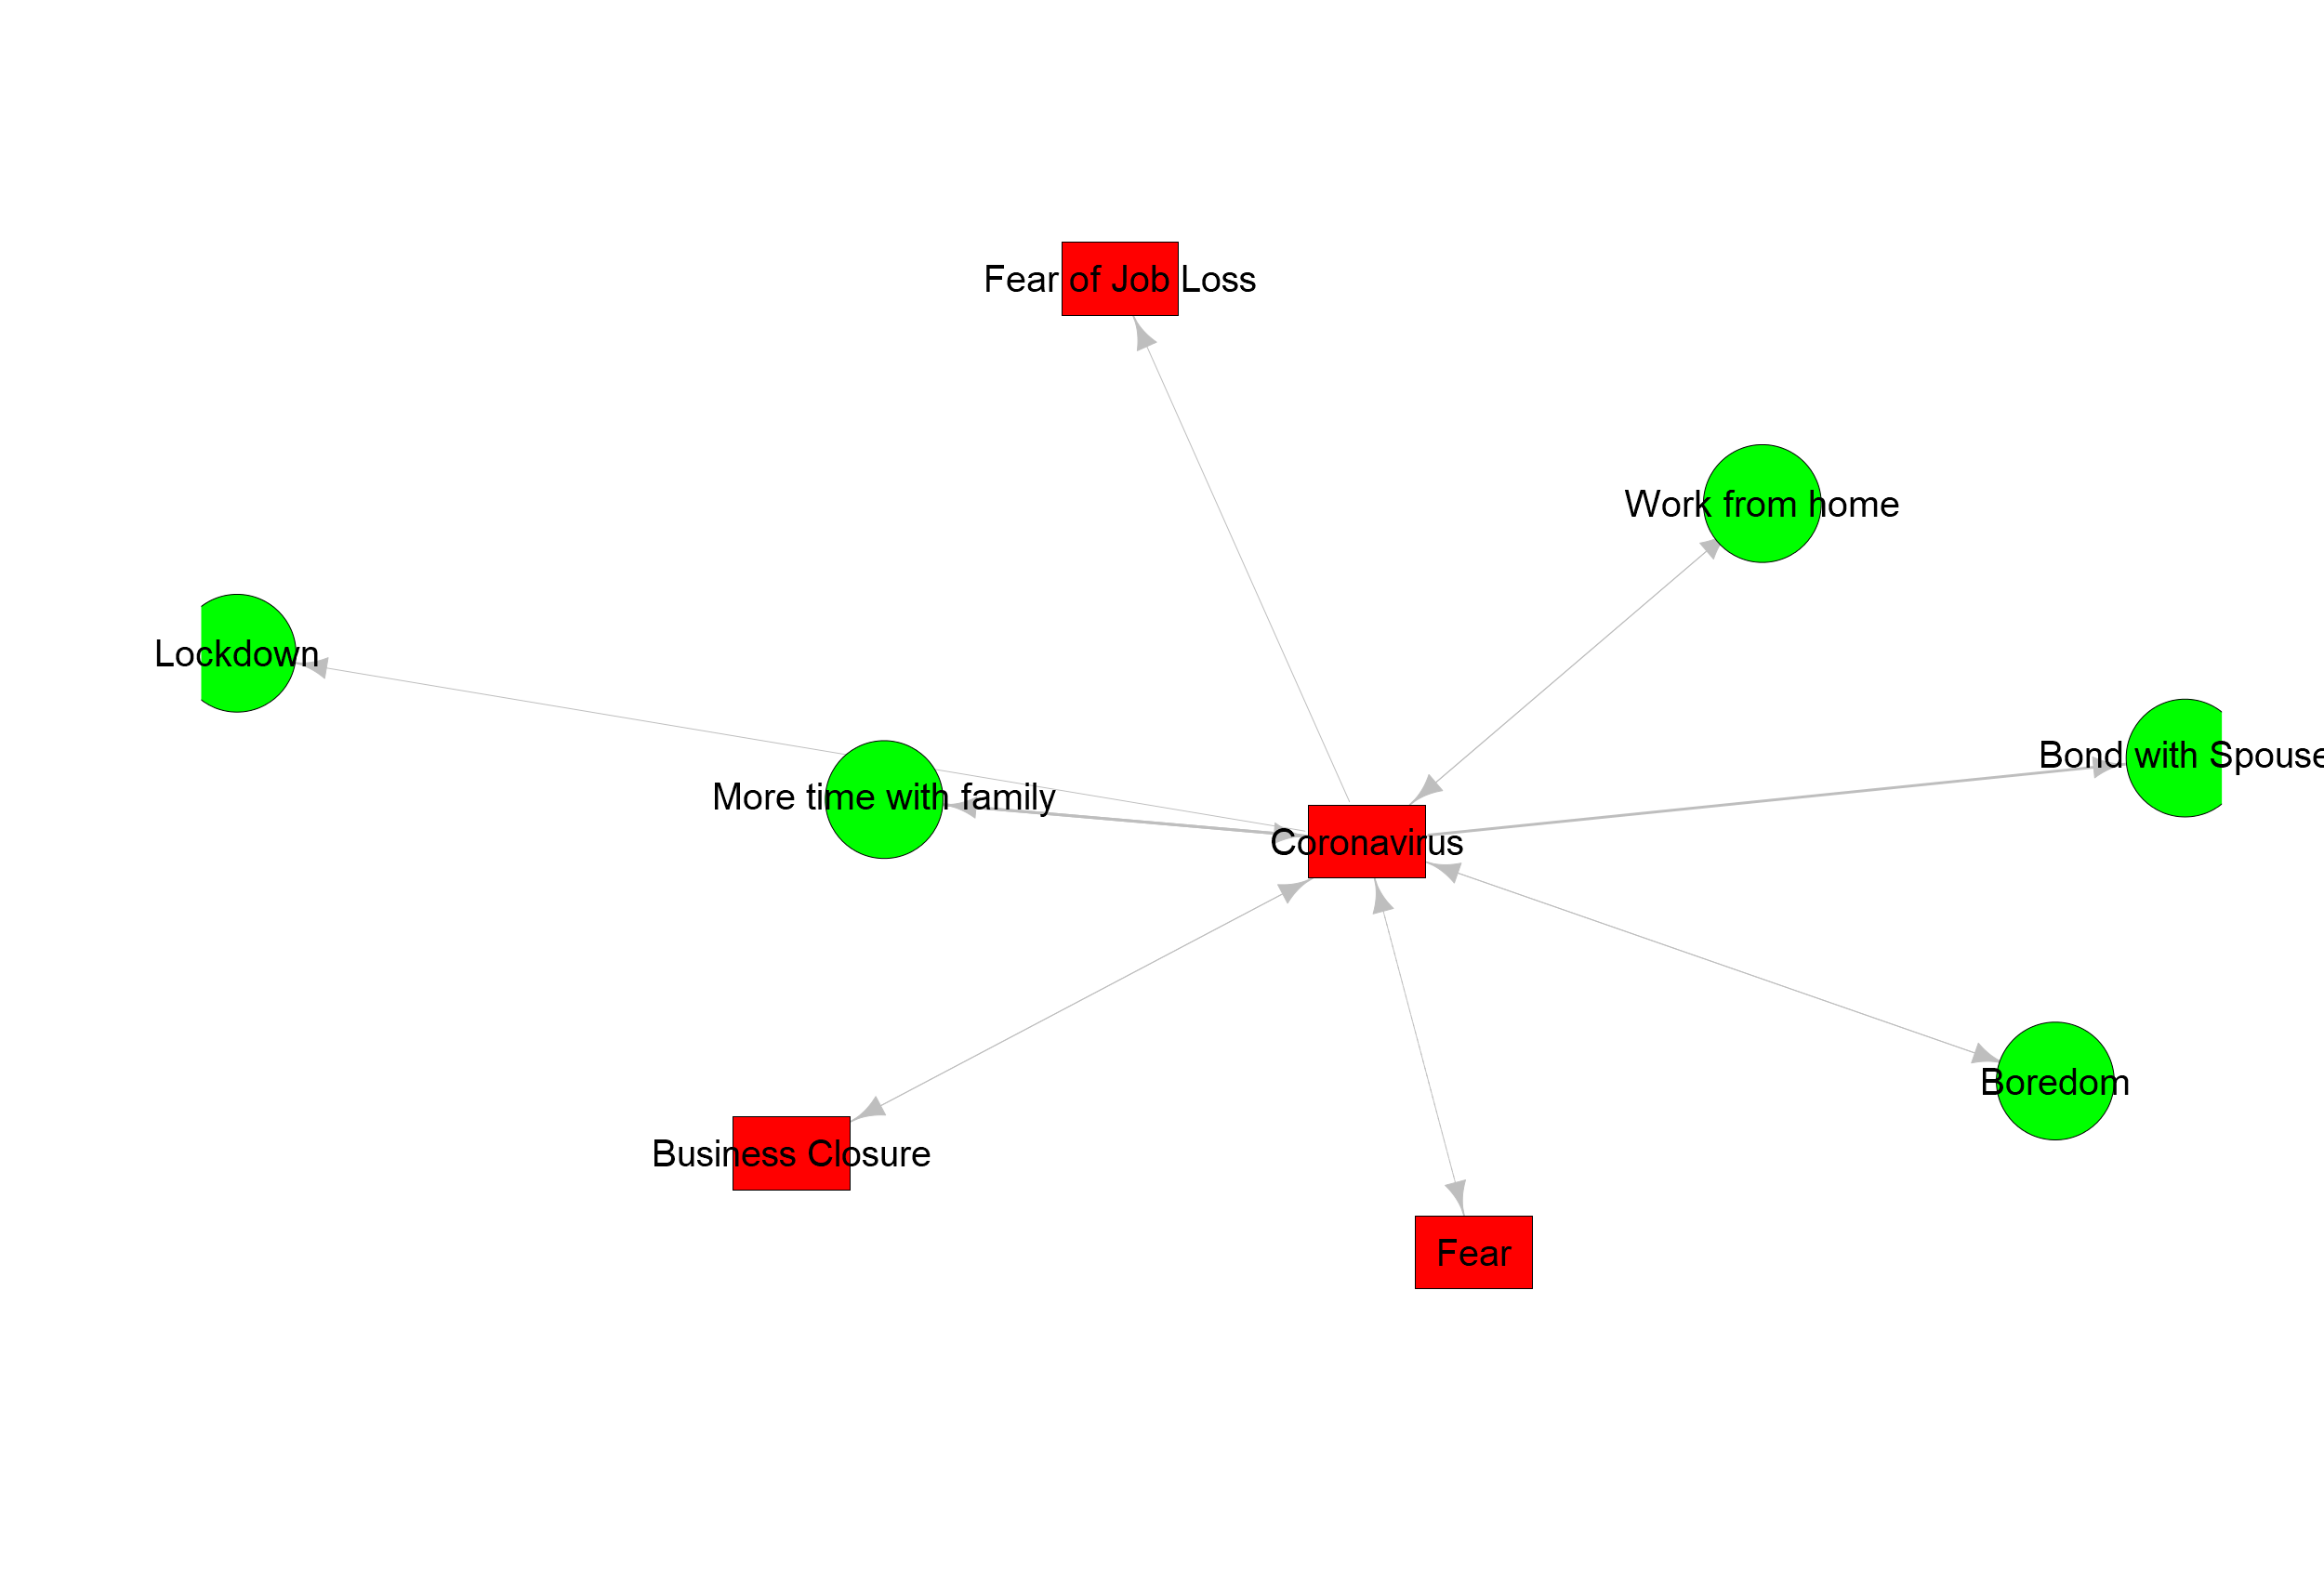 Fear of Job Loss
Work from home
Lockdown
Bond with Spouse
More time with family
Coronavirus
Boredom
Business Closure
Fear